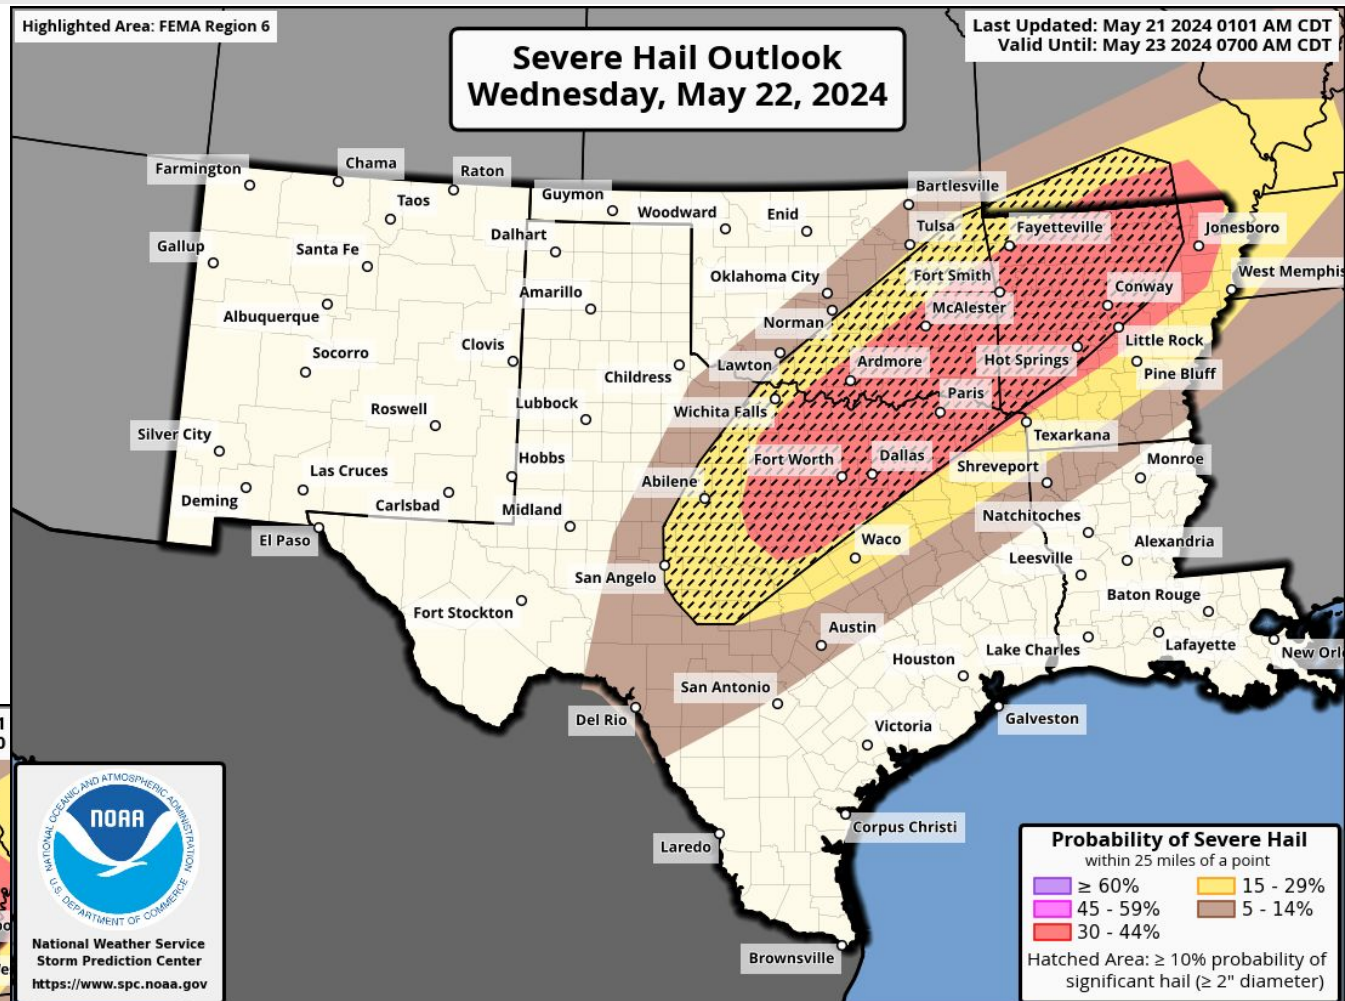 Highlighted Area: FEMA Region 6
Last Updated: May 21 2024 0101 AM CDT
Valid Until: May 23 2024 0700 AM CDT
Severe Hail Outlook
Wednesday, May 22, 2024
Farmington
Chama
Raton
Taos
Guymon
Woodward
Enid
Bartlesville
Gallup
Santa Fe
Dalhart
Tulsa
Fayetteville
Jonesboro
Oklahoma City
Fort Smith
West Memphis
Amarillo
Conway
Albuquerque
Norman
McAlester
Socorro
Clovis
Childress
Lawton
Ardmore
Hot Springs
Little Rock
Pine Bluff
Roswell
Lubbock
Wichita Falls
Paris
Silver City
Texarkana
Las Cruces
Hobbs
Fort Worth
Dallas
Shreveport
Monroe
Deming
Carlsbad
Midland
Abilene
Natchitoches
El Paso
Waco
Alexandria
San Angelo
Leesville
Fort Stockton
Baton Rouge
Austin
Lake Charles
Lafayette
New Orl
Houston
San Antonio
Del Rio
Victoria
Galveston
Corpus Christi
Laredo
Brownsville
NOAA
NATIONAL OCEANIC AND ATMOSPHERIC ADMINISTRATION
U.S. DEPARTMENT OF COMMERCE
National Weather Service
Storm Prediction Center
https://www.spc.noaa.gov
Probability of Severe Hail
within 25 miles of a point
≥ 60%
15 - 29%
45 - 59%
5 - 14%
30 - 44%
Hatched Area: ≥ 10% probability of
significant hail (≥ 2" diameter)